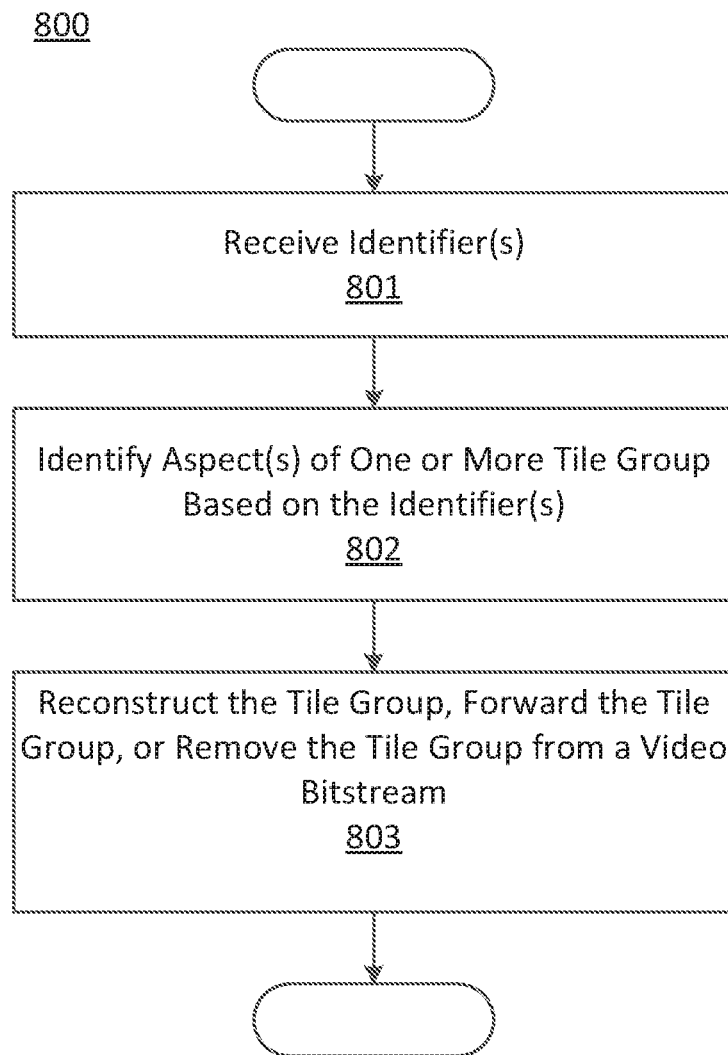 800
Receive Identifier(s)
801
Identify Aspect(s) of One or More Tile Group
Based on the Identifier(s)
802
Reconstruct the Tile Group, Forward the Tile
Group, or Remove the Tile Group from a Video
Bitstream
803